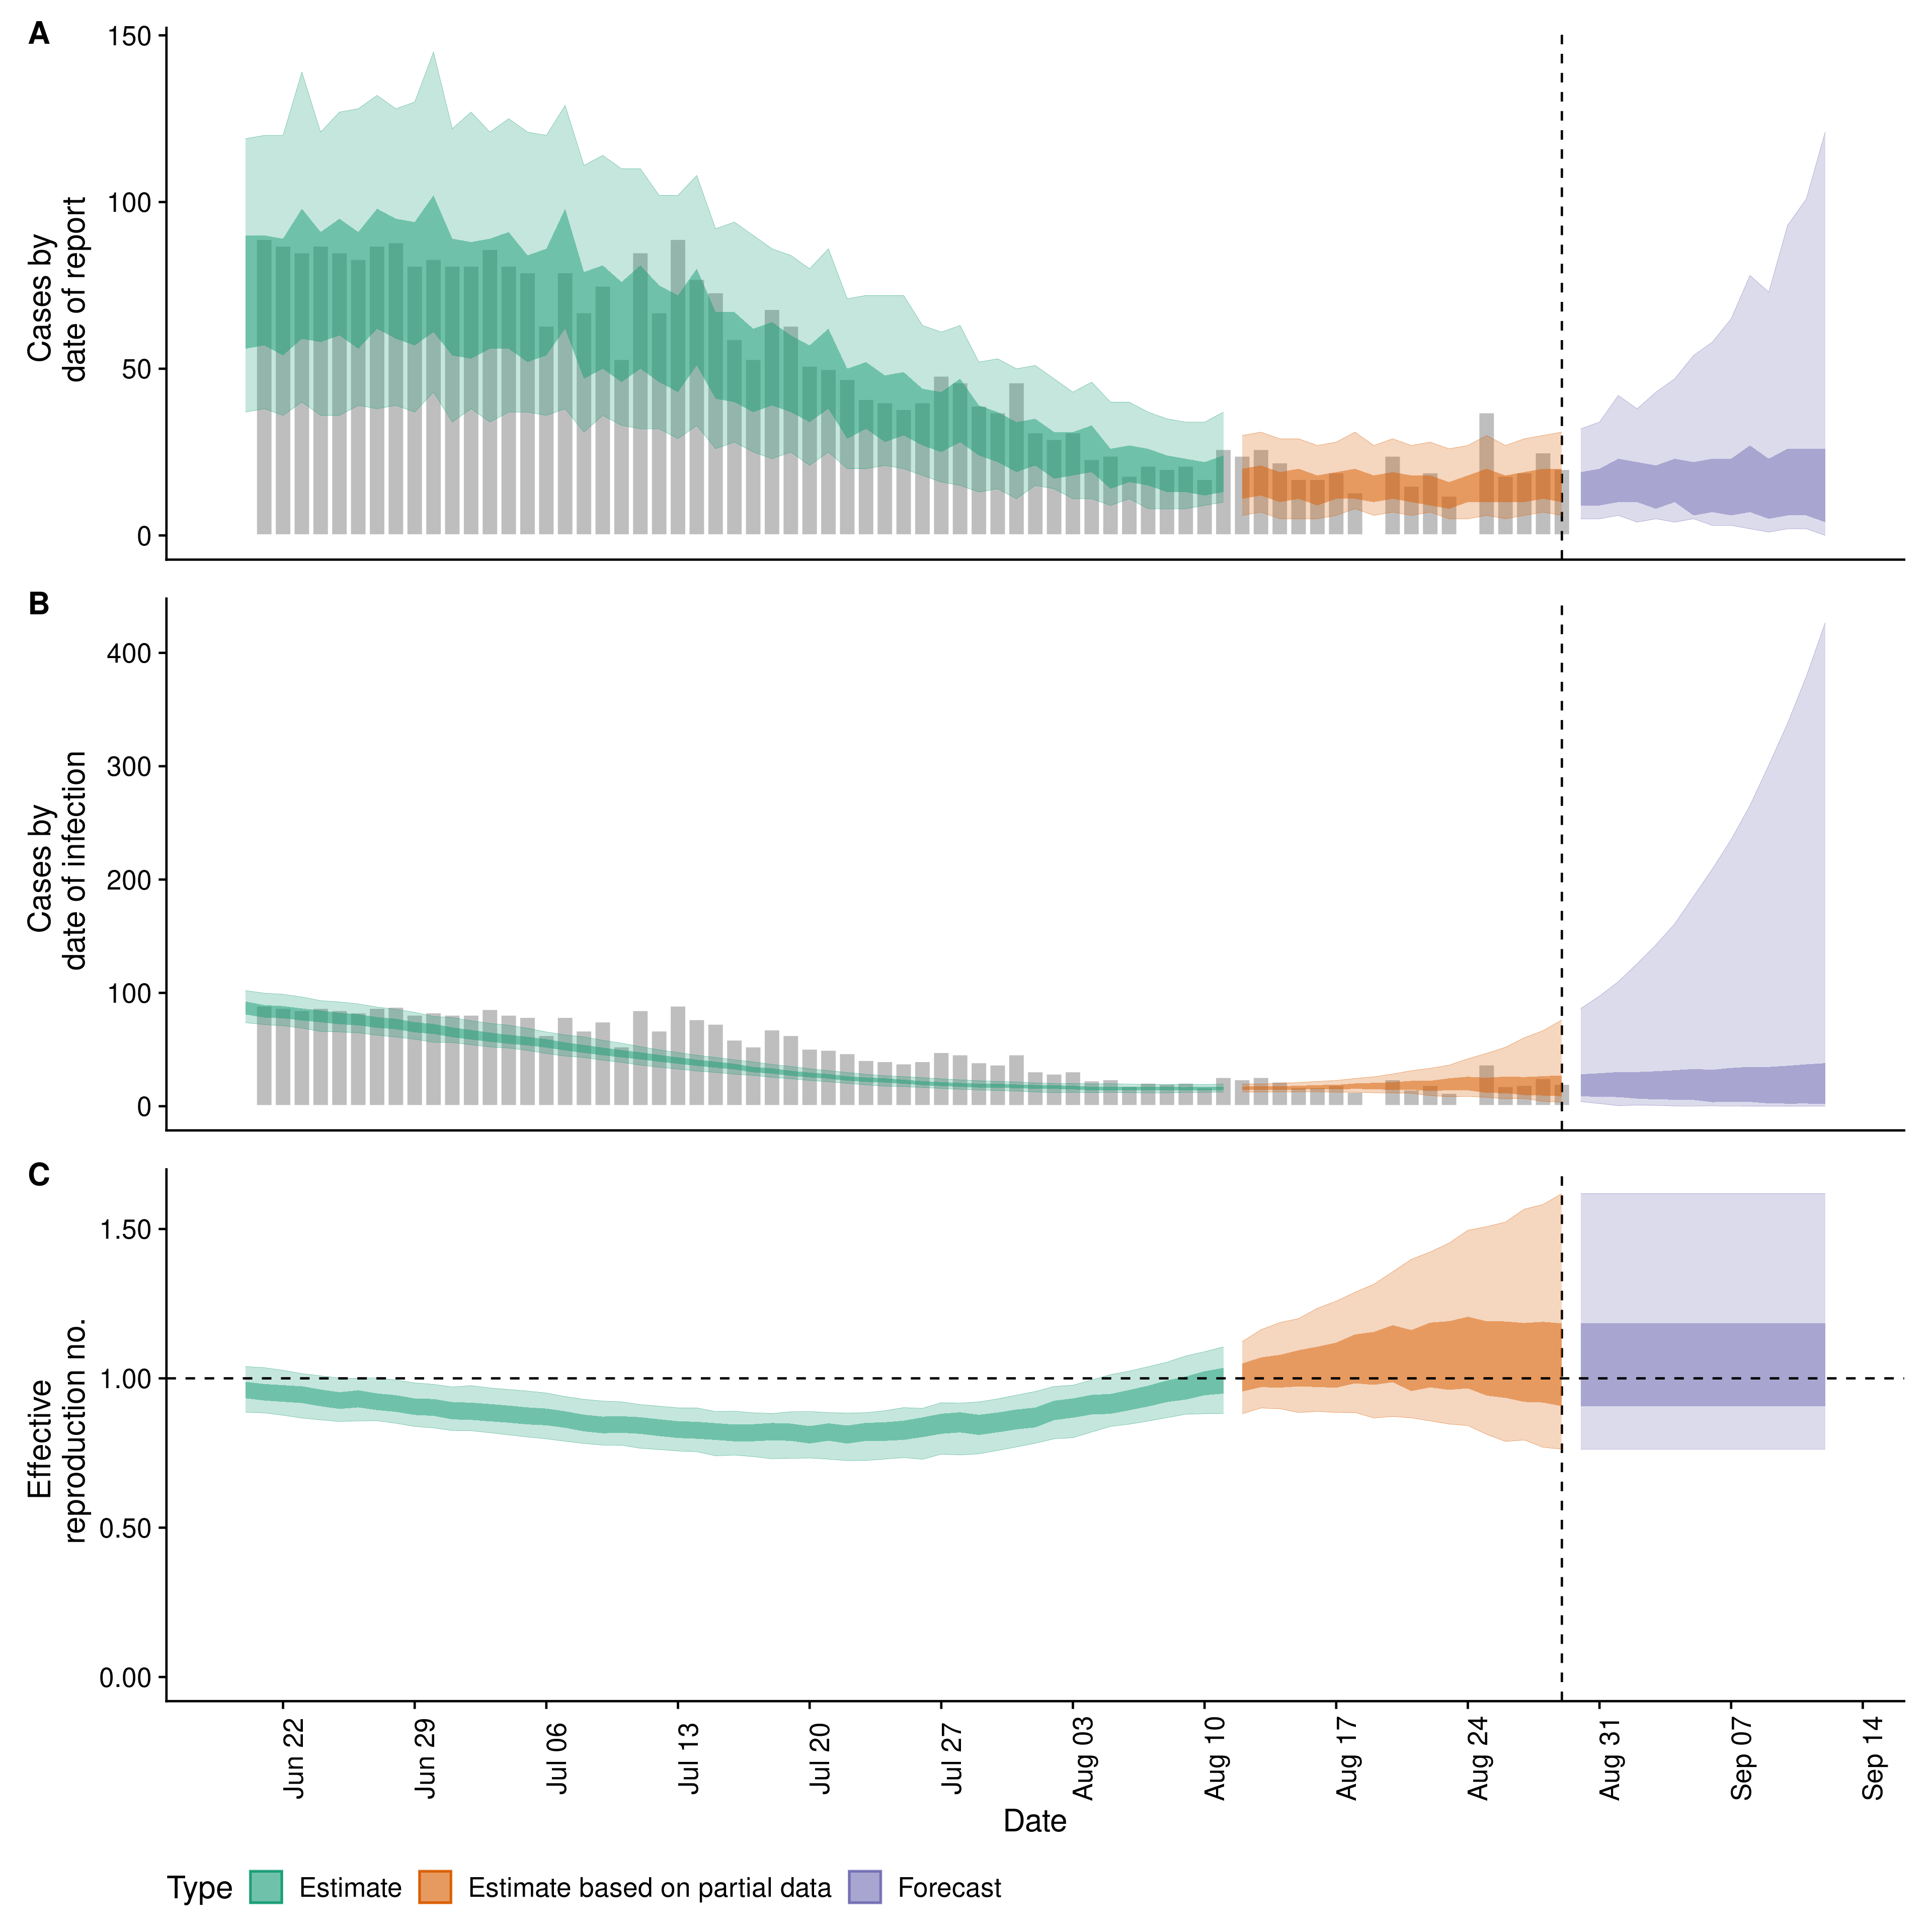 A
Cases by
date of report
150
100
50
0
B
Cases by
date of infection
400
300
200
100
0
C
Effective
reproduction no.
1.50
1.00
0.50
0.00
Jun 22
Jun 29
Jul 06
Jul 13
Jul 20
Jul 27
Aug 03
Aug 10
Aug 17
Aug 24
Aug 31
Sep 07
Sep 14
Date
Type Estimate Estimate based on partial data Forecast